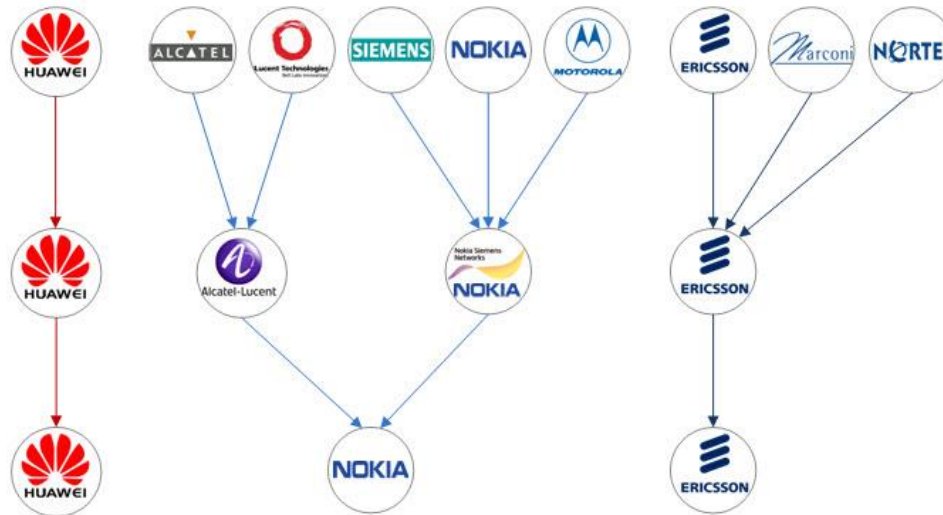 HUAWEI
ALCATEL
Lucent Technologies
Bell Labs Innovations
SIEMENS
NOKIA
MOTOROLA
ERICSSON
Marconi
NORTE
HUAWEI
Alcatel·Lucent
Nokia Siemens
Networks
NOKIA
ERICSSON
HUAWEI
NOKIA
ERICSSON